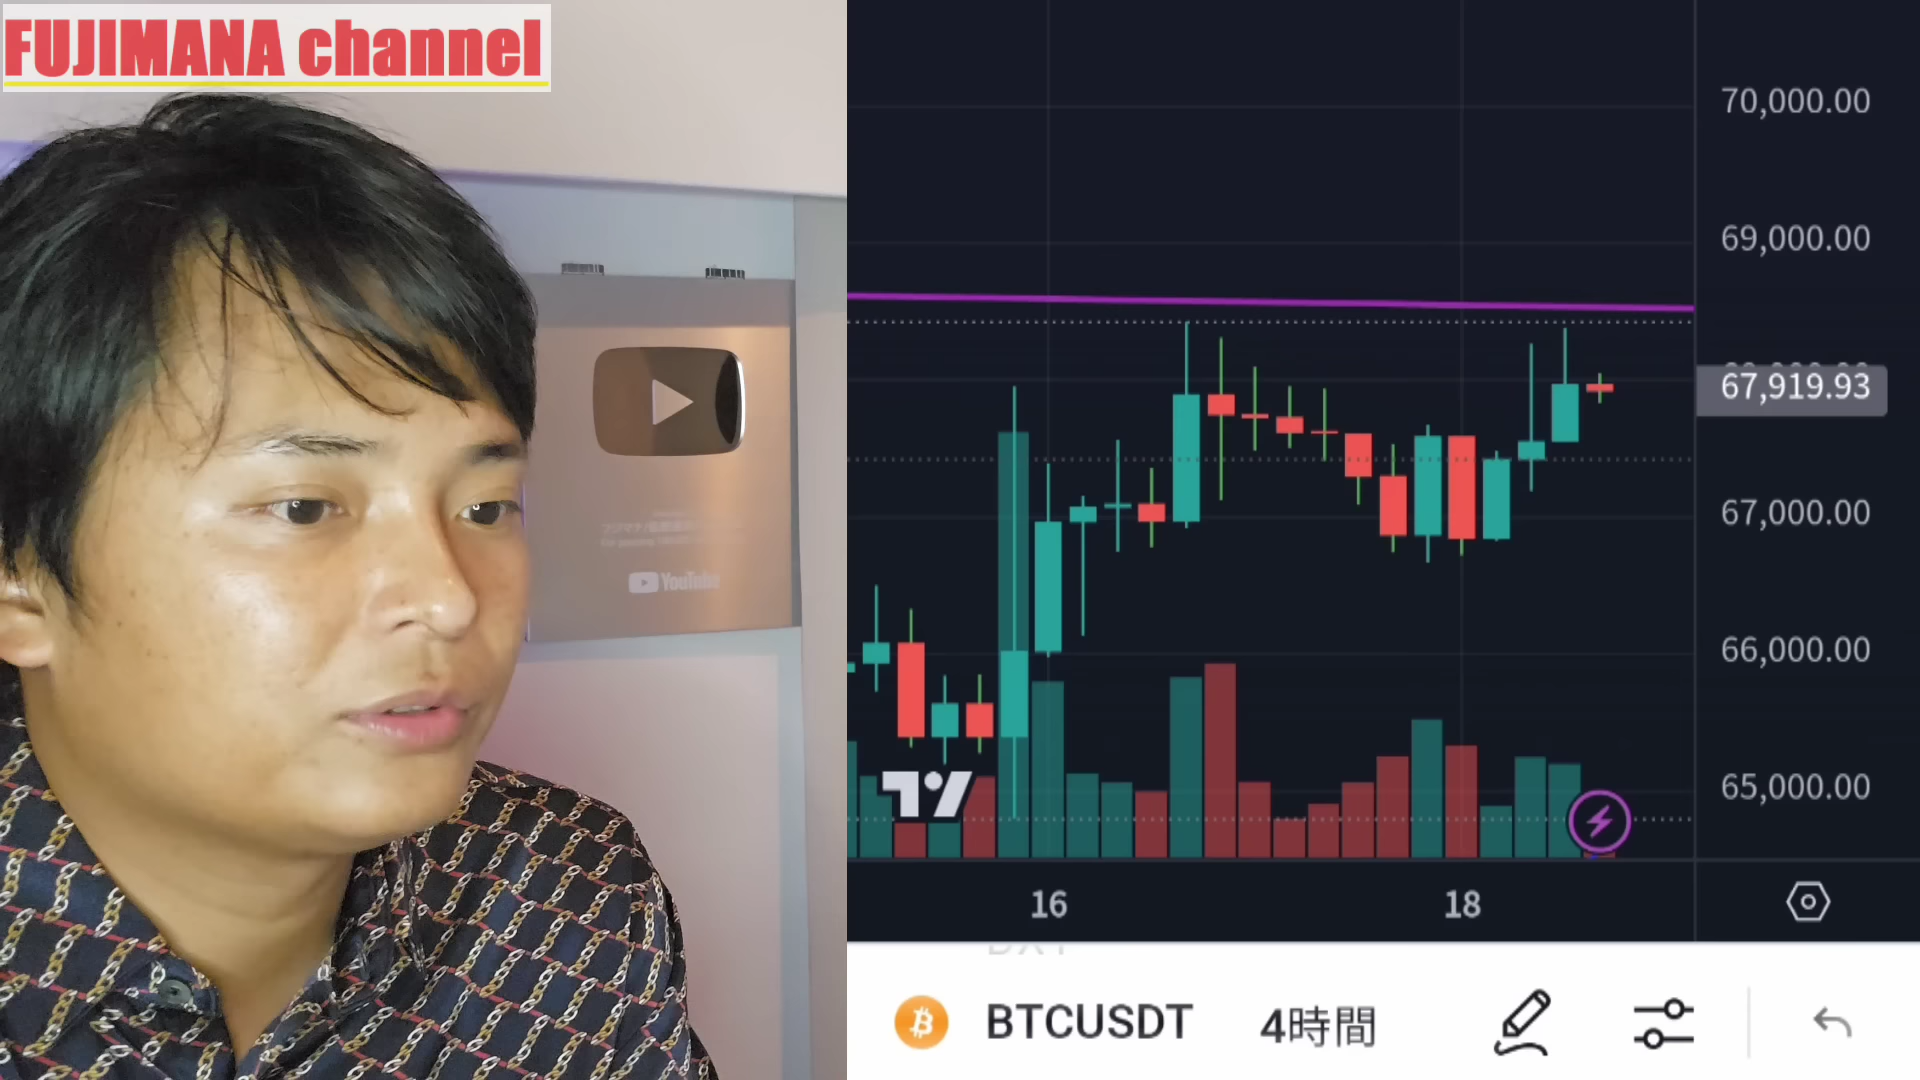 FUJIMANA channel
YouTube
70,000.00
69,000.00
67,919.93
67,000.00
66,000.00
65,000.00
16
18
BTCUSDT
4時間